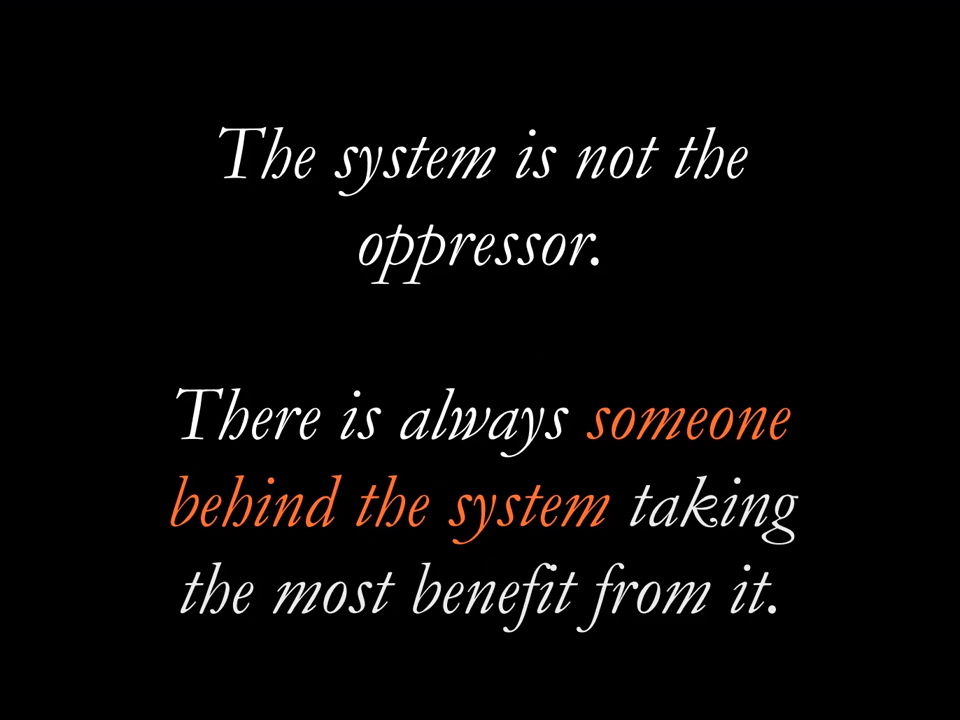 The system is not the
oppressor.
There is always someone
behind the system taking
the most benefit from it.